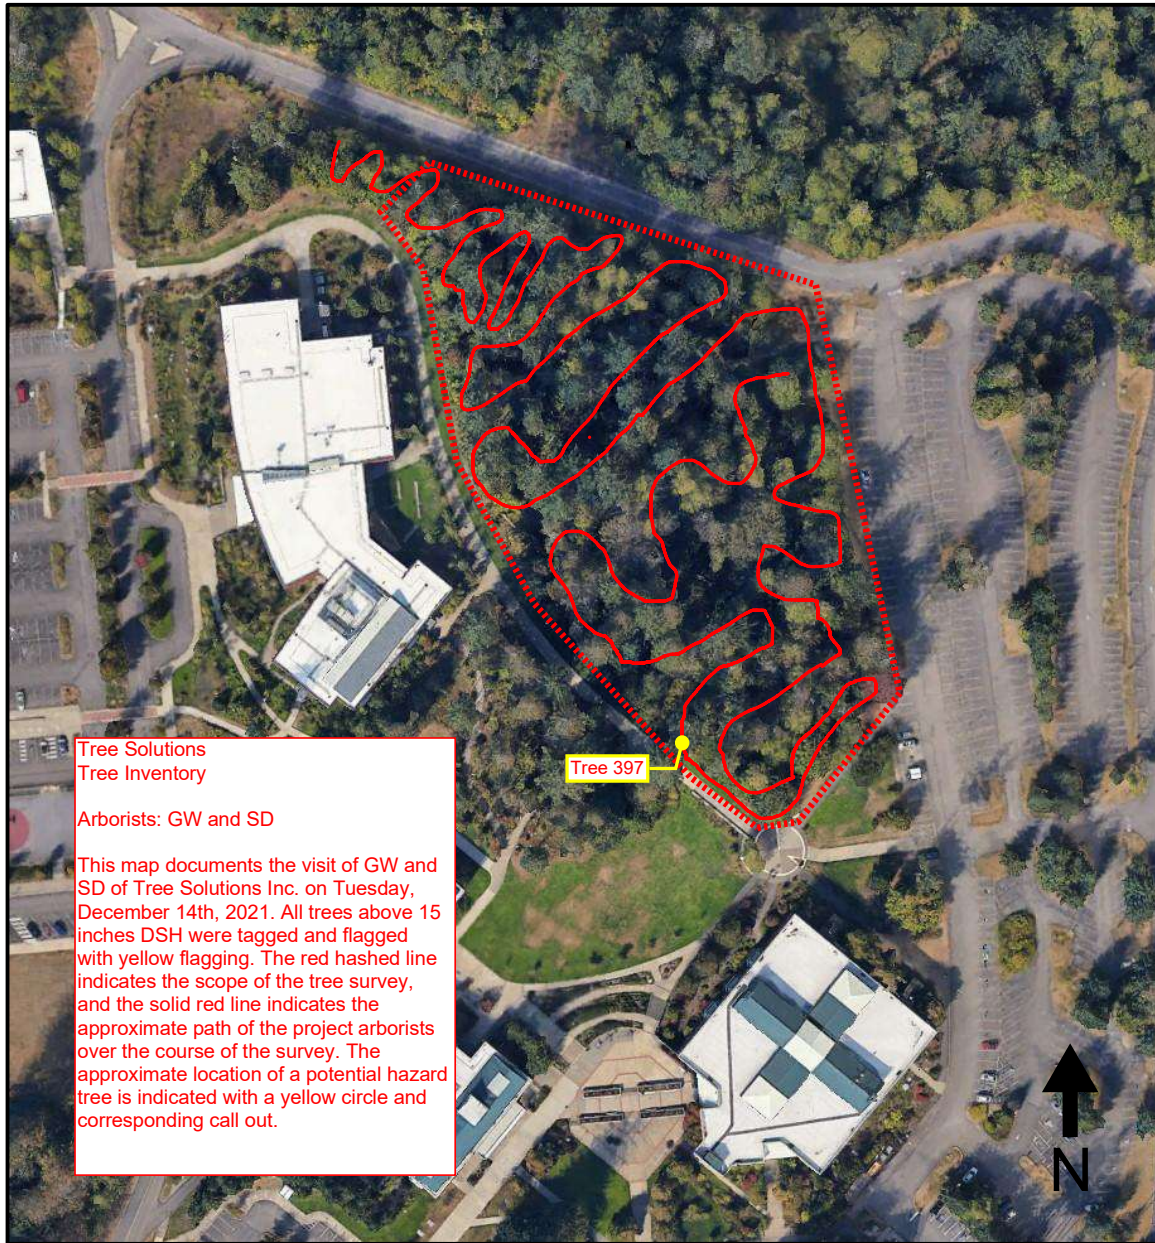 Tree Solutions
Tree Inventory
Arborists: GW and SD
This map documents the visit of GW and
SD of Tree Solutions Inc. on Tuesday,
December 14th, 2021. All trees above 15
inches DSH were tagged and flagged
with yellow flagging. The red hashed line
indicates the scope of the tree survey,
and the solid red line indicates the
approximate path of the project arborists
over the course of the survey. The
approximate location of a potential hazard
tree is indicated with a yellow circle and
corresponding call out.
Tree 397
N